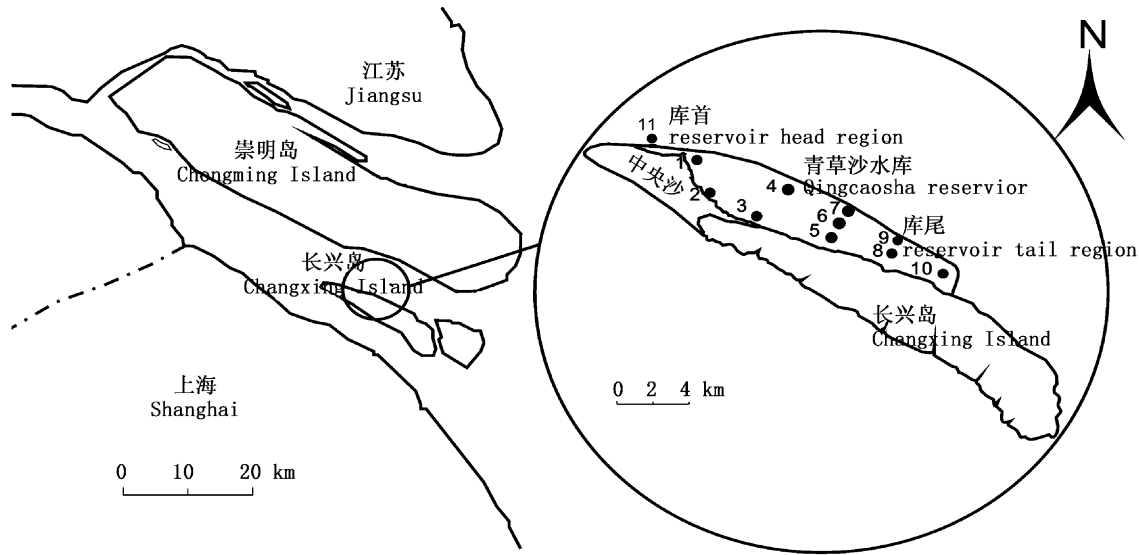 江苏
Jiangsu
崇明岛
Chongming Island
长兴岛
Changxing Island
上海
Shanghai
0 10 20 km
N
库首
reservoir head region
11
中央沙
青草沙水库
Qingcaosha reservior
1
2
3
4
5
6
7
库尾
reservoir tail region
8
9
10
长兴岛
Changxing Island
0 2 4 km